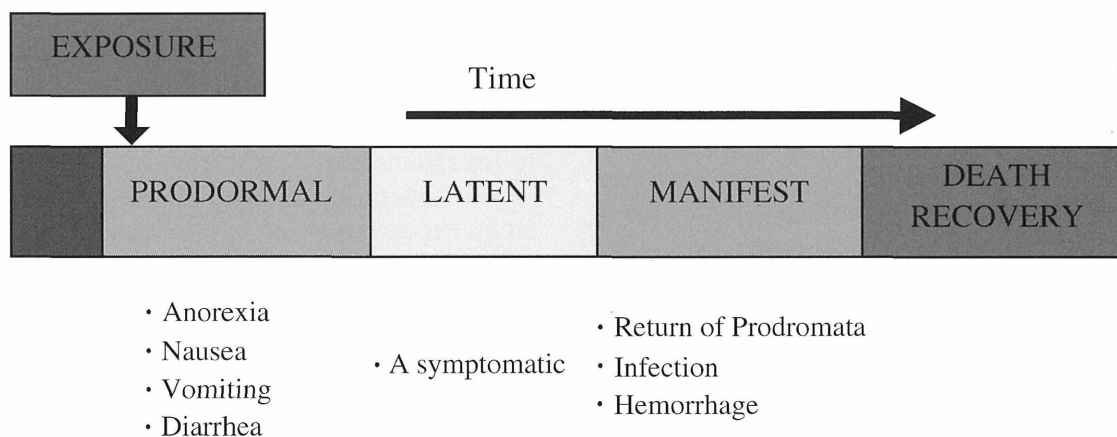 EXPOSURE
Time
PRODORMAL
LATENT
MANIFEST
DEATH
RECOVERY
· Anorexia
· Nausea
· Vomiting
· Diarrhea
· A symptomatic
· Return of Prodromata
· Infection
· Hemorrhage